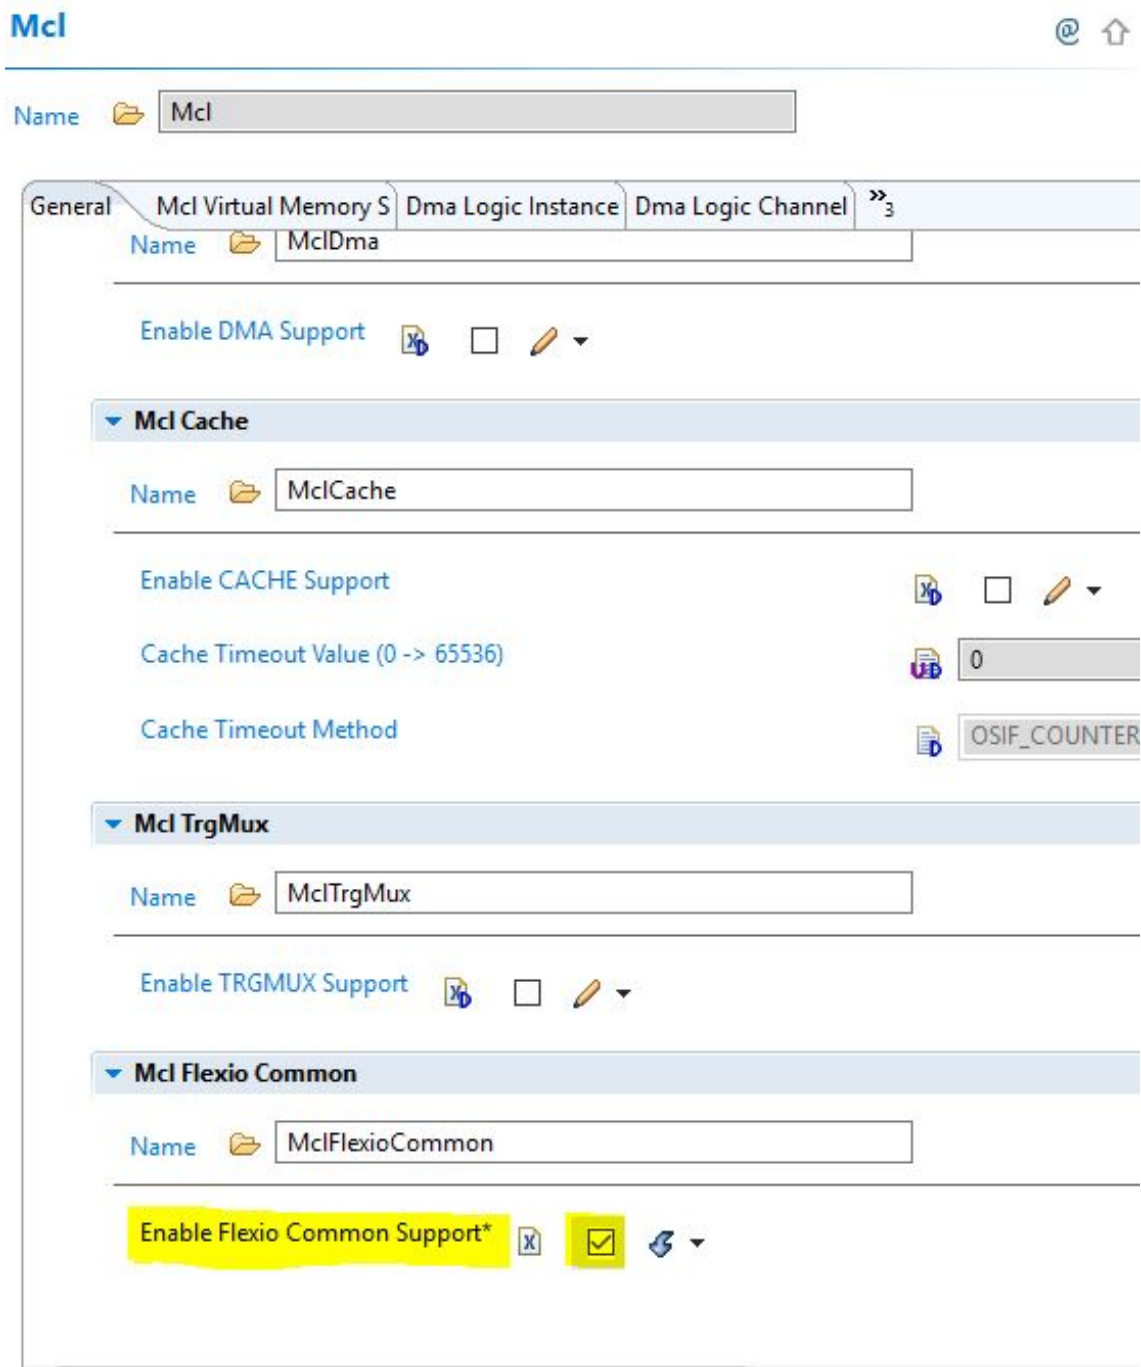 Mcl
Name Mcl
General Mcl Virtual Memory S Dma Logic Instance Dma Logic Channel »3
Name MclDma
Enable DMA Support
Mcl Cache
Name MclCache
Enable CACHE Support
Cache Timeout Value (0 -> 65536) 0
Cache Timeout Method OSIF_COUNTER
Mcl TrgMux
Name MclTrgMux
Enable TRGMUX Support
Mcl Flexio Common
Name MclFlexioCommon
Enable Flexio Common Support*